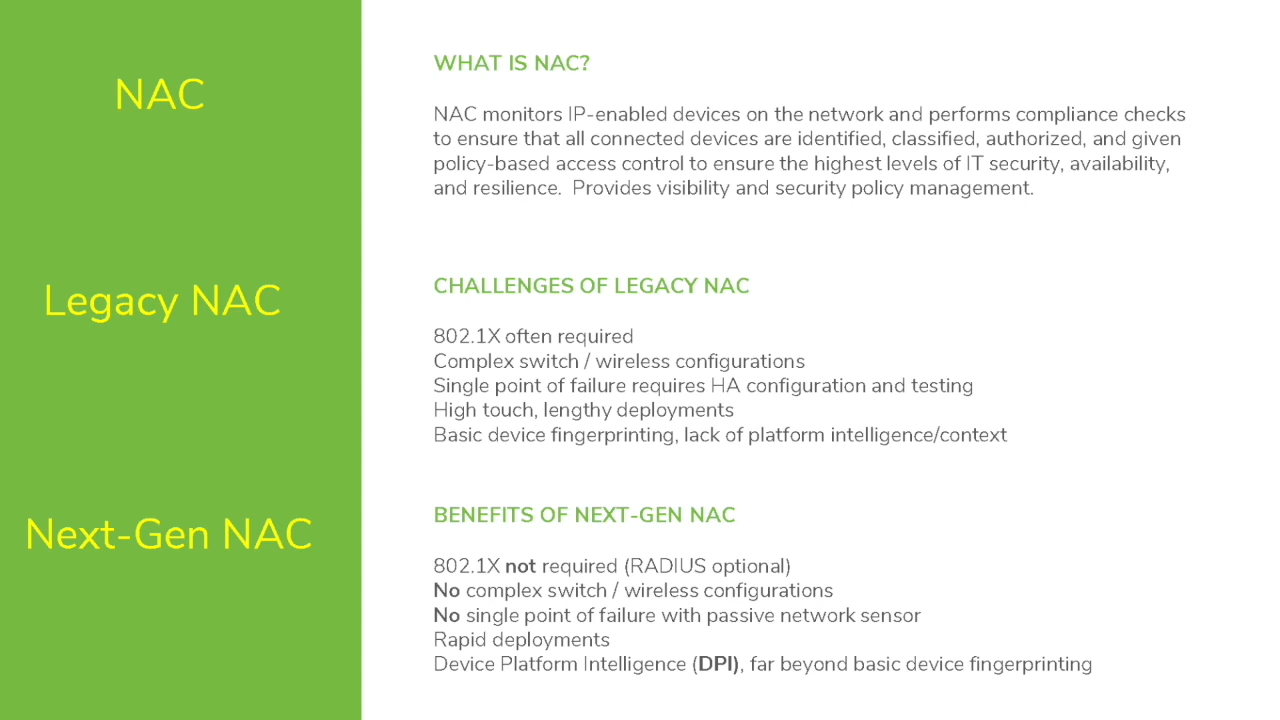 NAC
WHAT IS NAC?
NAC monitors IP-enabled devices on the network and performs compliance checks
to ensure that all connected devices are identified, classified, authorized, and given
policy-based access control to ensure the highest levels of IT security, availability,
and resilience.  Provides visibility and security policy management.
Legacy NAC
CHALLENGES OF LEGACY NAC
802.1X often required
Complex switch / wireless configurations
Single point of failure requires HA configuration and testing
High touch, lengthy deployments
Basic device fingerprinting, lack of platform intelligence/context
Next-Gen NAC
BENEFITS OF NEXT-GEN NAC
802.1X not required (RADIUS optional)
No complex switch / wireless configurations
No single point of failure with passive network sensor
Rapid deployments
Device Platform Intelligence (DPI), far beyond basic device fingerprinting